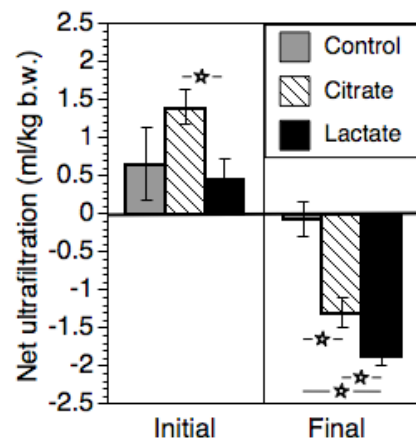 Net ultrafiltration (ml/kg b.w.)
2.5
2
1.5
1
0.5
0
-0.5
-1
-1.5
-2
-2.5
Control
Citrate
Lactate
Initial
Final